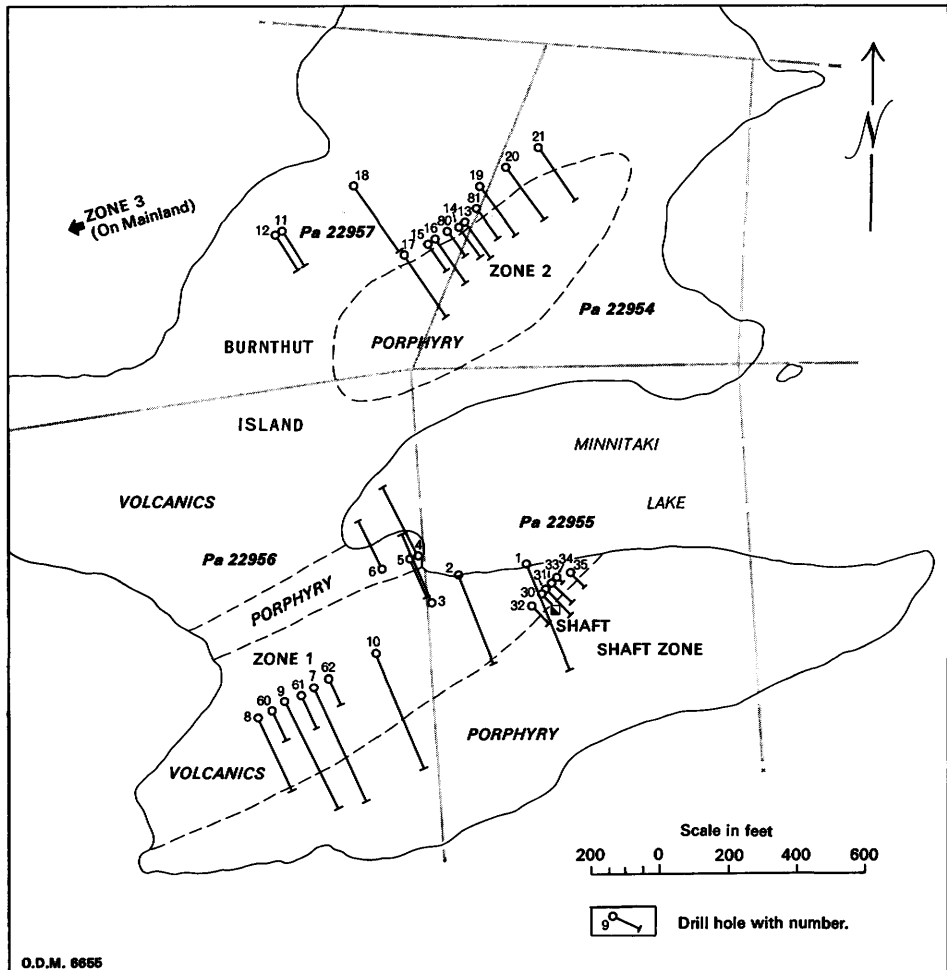 N
21
20
19
18
81
14
13
16
80
15
17
11
12
ZONE 3
(On Mainland)
Pa 22957
ZONE 2
Pa 22954
BURNTHUT
PORPHYRY
ISLAND
MINNITAKI
VOLCANICS
LAKE
Pa 22955
Pa 22956
4
5
6
2
1
34
33
35
31
30
32
3
PORPHYRY
SHAFT
SHAFT ZONE
ZONE 1
10
62
7
61
9
60
8
PORPHYRY
VOLCANICS
Scale in feet
200 0 200 400 600
9 Drill hole with number.
O.D.M. 6655